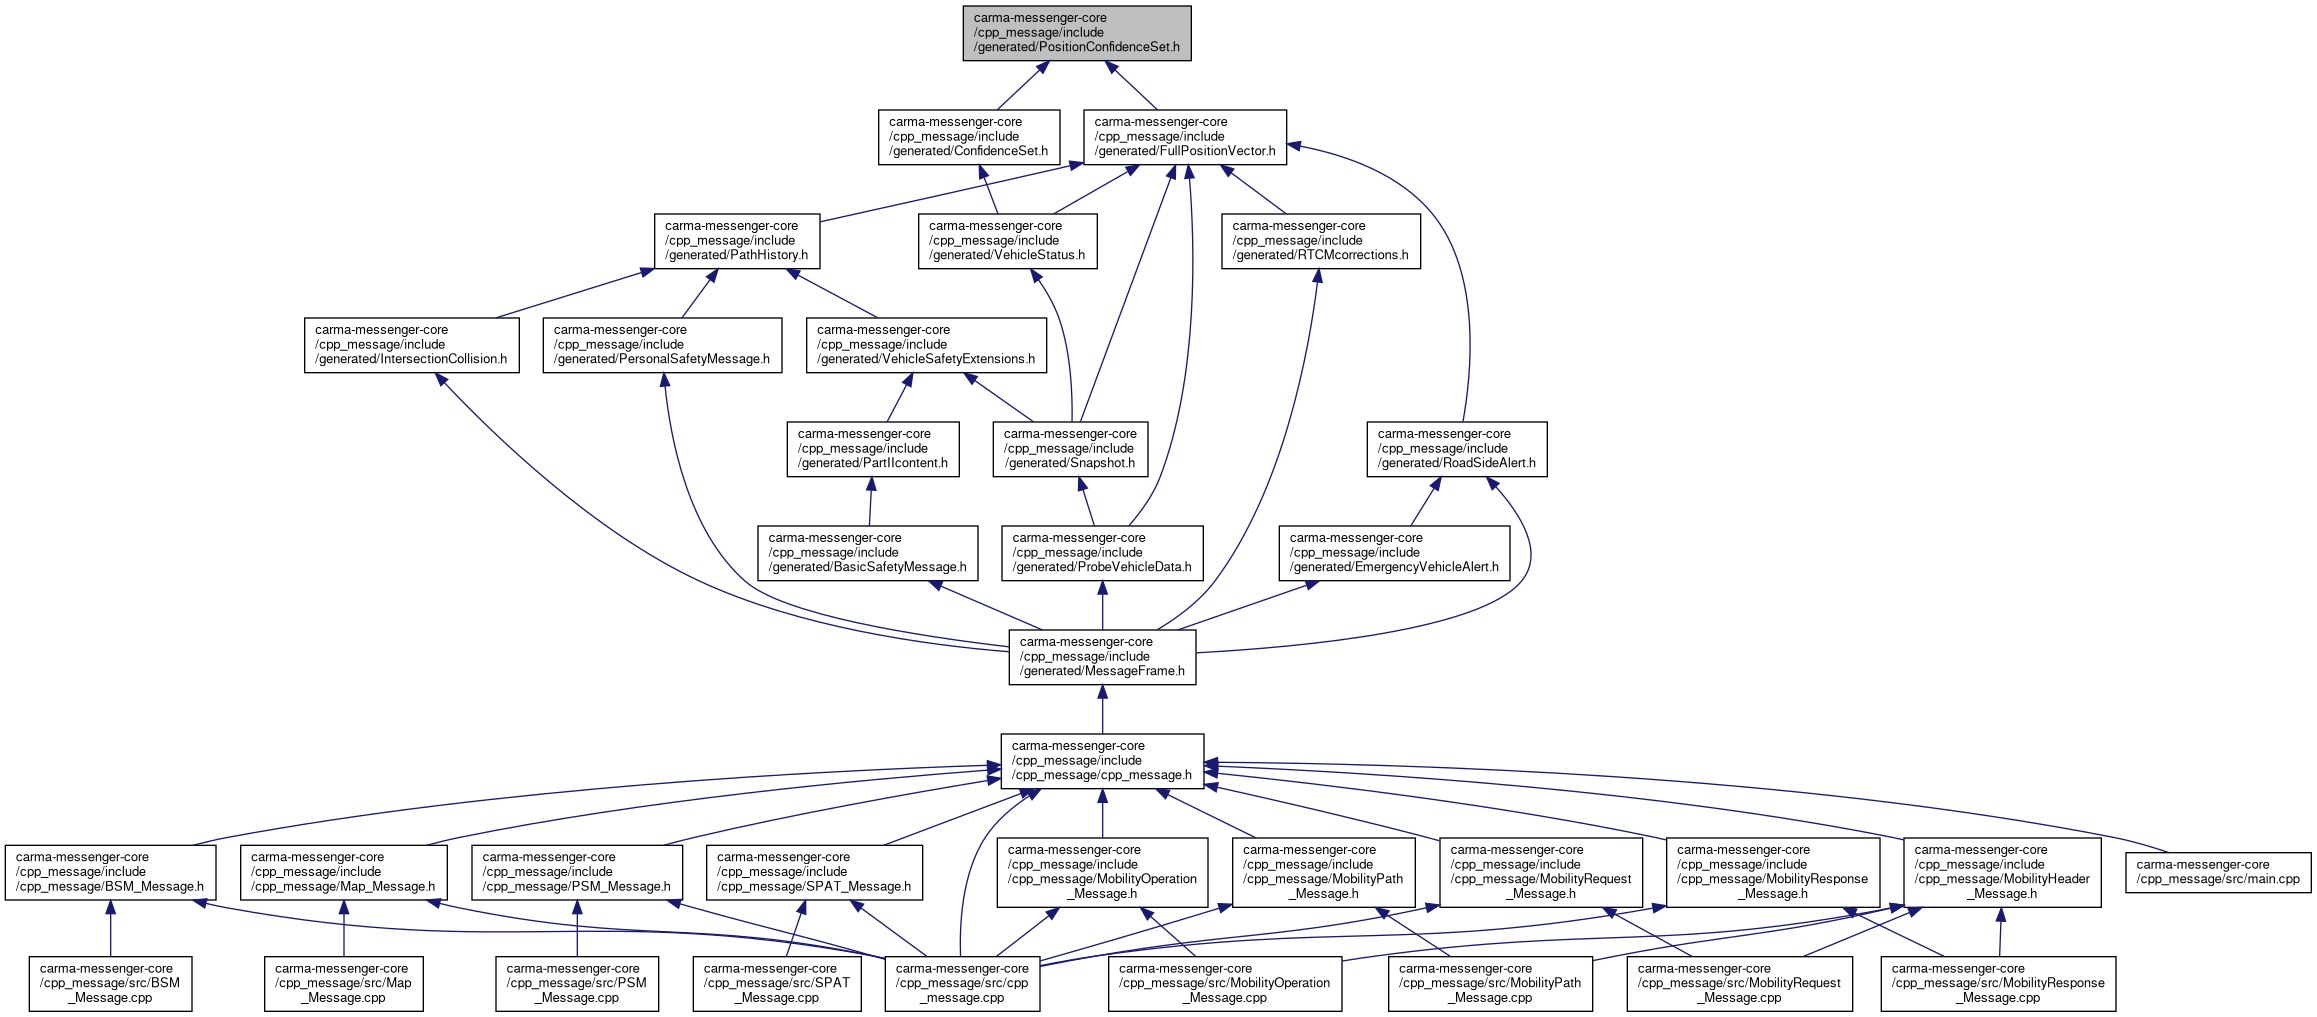 carma-messenger-core
/cpp_message/include
/generated/PositionConfidenceSet.h
carma-messenger-core
/cpp_message/include
/generated/ConfidenceSet.h
carma-messenger-core
/cpp_message/include
/generated/FullPositionVector.h
carma-messenger-core
/cpp_message/include
/generated/PathHistory.h
carma-messenger-core
/cpp_message/include
/generated/VehicleStatus.h
carma-messenger-core
/cpp_message/include
/generated/RTCMcorrections.h
carma-messenger-core
/cpp_message/include
/generated/IntersectionCollision.h
carma-messenger-core
/cpp_message/include
/generated/PersonalSafetyMessage.h
carma-messenger-core
/cpp_message/include
/generated/VehicleSafetyExtensions.h
carma-messenger-core
/cpp_message/include
/generated/PartIIcontent.h
carma-messenger-core
/cpp_message/include
/generated/Snapshot.h
carma-messenger-core
/cpp_message/include
/generated/RoadSideAlert.h
carma-messenger-core
/cpp_message/include
/generated/BasicSafetyMessage.h
carma-messenger-core
/cpp_message/include
/generated/ProbeVehicleData.h
carma-messenger-core
/cpp_message/include
/generated/EmergencyVehicleAlert.h
carma-messenger-core
/cpp_message/include
/generated/MessageFrame.h
carma-messenger-core
/cpp_message/include
/cpp_message/cpp_message.h
carma-messenger-core
/cpp_message/include
/cpp_message/BSM_Message.h
carma-messenger-core
/cpp_message/include
/cpp_message/Map_Message.h
carma-messenger-core
/cpp_message/include
/cpp_message/PSM_Message.h
carma-messenger-core
/cpp_message/include
/cpp_message/SPAT_Message.h
carma-messenger-core
/cpp_message/include
/cpp_message/MobilityOperation
_Message.h
carma-messenger-core
/cpp_message/include
/cpp_message/MobilityPath
_Message.h
carma-messenger-core
/cpp_message/include
/cpp_message/MobilityRequest
_Message.h
carma-messenger-core
/cpp_message/include
/cpp_message/MobilityResponse
_Message.h
carma-messenger-core
/cpp_message/include
/cpp_message/MobilityHeader
_Message.h
carma-messenger-core
/cpp_message/src/main.cpp
carma-messenger-core
/cpp_message/src/BSM
_Message.cpp
carma-messenger-core
/cpp_message/src/Map
_Message.cpp
carma-messenger-core
/cpp_message/src/PSM
_Message.cpp
carma-messenger-core
/cpp_message/src/SPAT
_Message.cpp
carma-messenger-core
/cpp_message/src/cpp
_message.cpp
carma-messenger-core
/cpp_message/src/MobilityOperation
_Message.cpp
carma-messenger-core
/cpp_message/src/MobilityPath
_Message.cpp
carma-messenger-core
/cpp_message/src/MobilityRequest
_Message.cpp
carma-messenger-core
/cpp_message/src/MobilityResponse
_Message.cpp